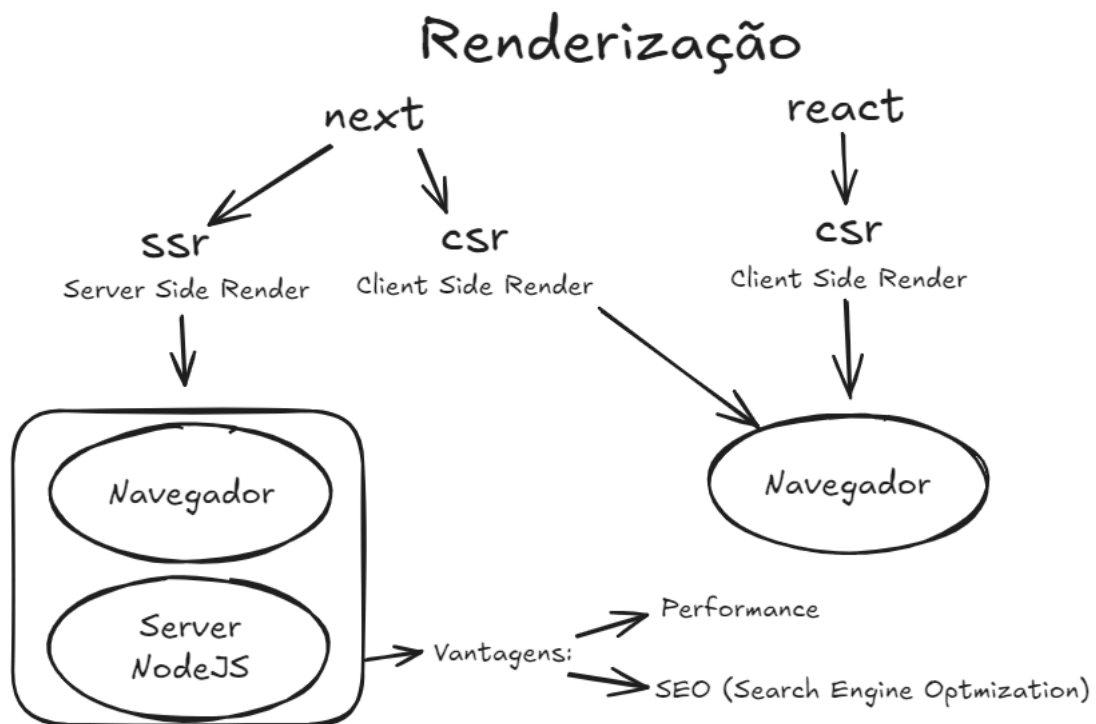 Renderização
next
react
ssr
csr
csr
Server Side Render
Client Side Render
Client Side Render
Navegador
Navegador
Server
NodeJS
Vantagens:
Performance
SEO (Search Engine Optmization)